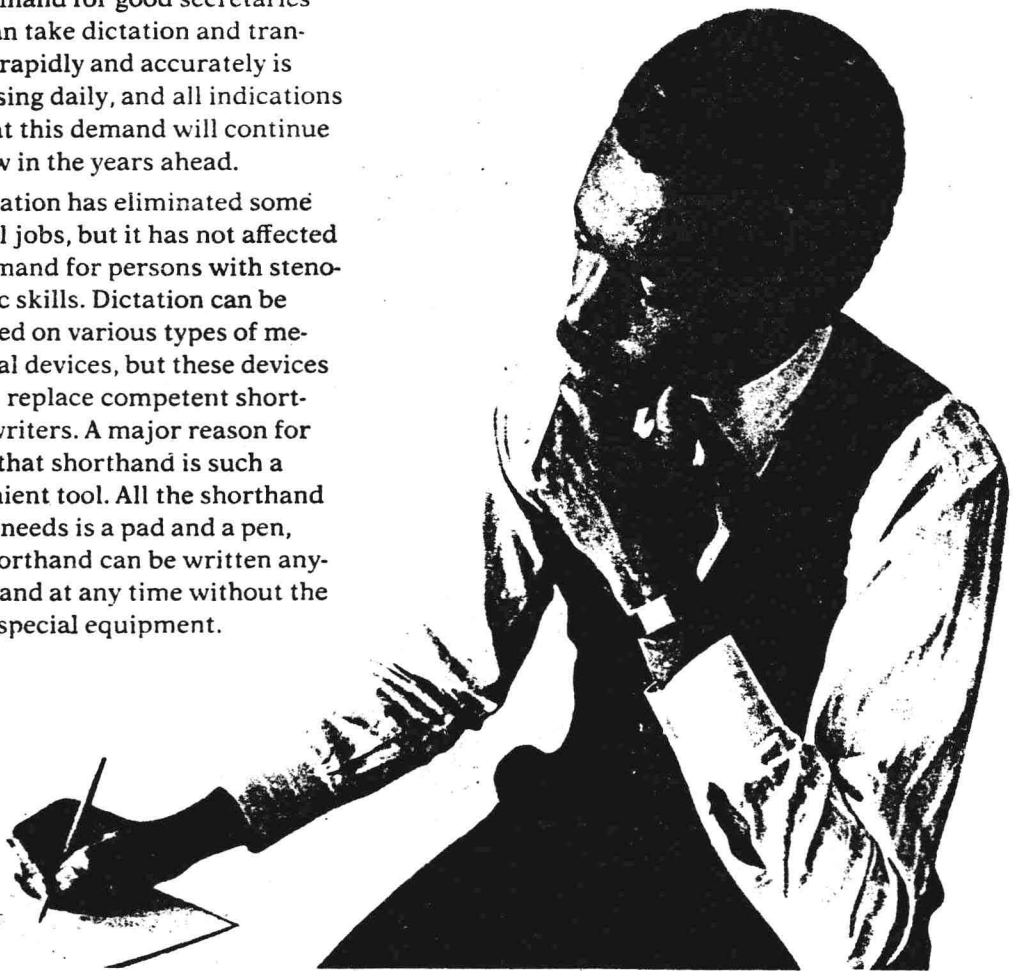 mand for good secretaries
an take dictation and tran-
rapidly and accurately is
sing daily, and all indications
at this demand will continue
w in the years ahead.
ation has eliminated some
l jobs, but it has not affected
mand for persons with steno-
c skills. Dictation can be
ed on various types of me-
al devices, but these devices
replace competent short-
writers. A major reason for
that shorthand is such a
nient tool. All the shorthand
needs is a pad and a pen,
orthand can be written any-
and at any time without the
special equipment.